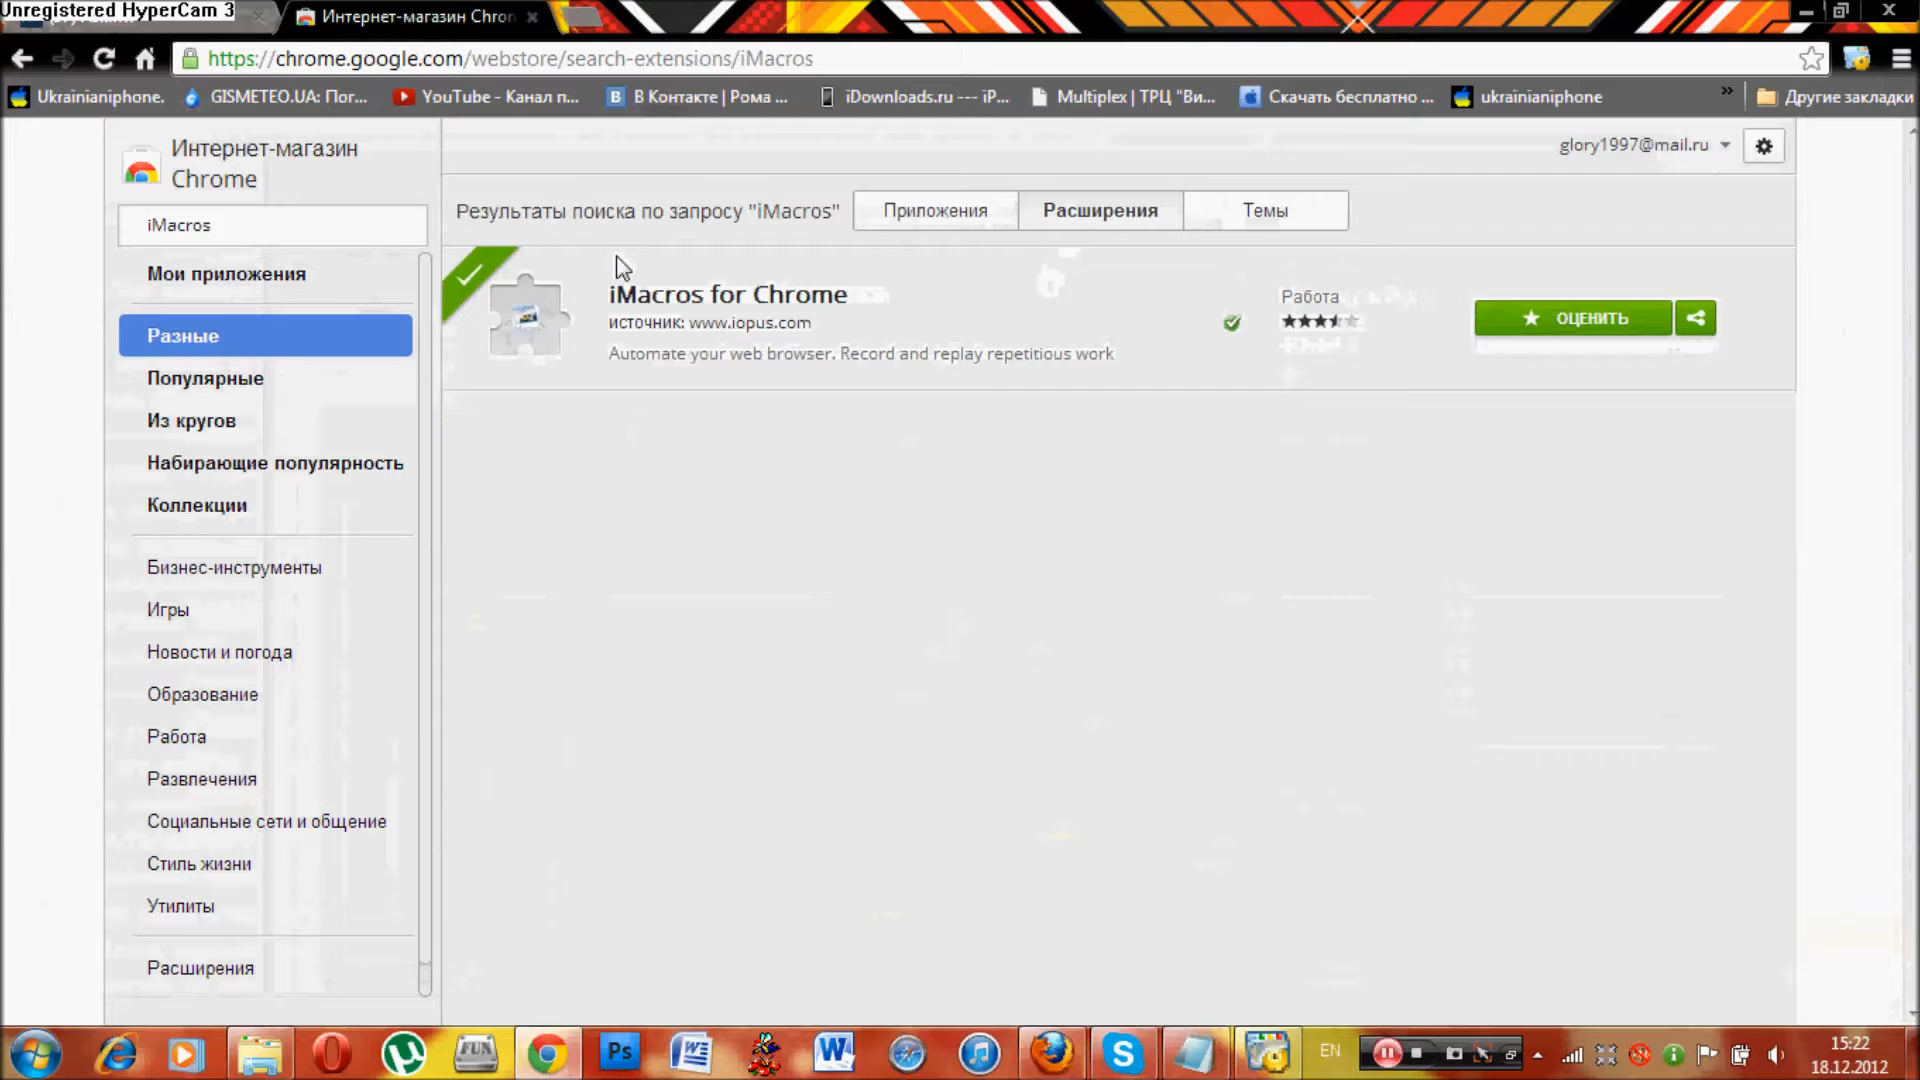 Unregistered HyperCam 3
Интернет-магазин Chron
https://chrome.google.com/webstore/search-extensions/iMacros
Ukrainianiphone.
GISMETEO.UA: Пог...
YouTube - Канал п...
В Контакте | Рома ...
iDownloads.ru --- iP...
Multiplex | ТРЦ "Ви...
Скачать бесплатно ...
ukrainianiphone
»
Другие закладки
Интернет-магазин
Chrome
glory1997@mail.ru
iMacros
Результаты поиска по запросу "iMacros"
Приложения
Расширения
Темы
Мои приложения
Разные
Популярные
Из кругов
Набирающие популярность
Коллекции
Бизнес-инструменты
Игры
Новости и погода
Образование
Работа
Развлечения
Социальные сети и общение
Стиль жизни
Утилиты
Расширения
iMacros for Chrome
источник: www.iopus.com
Automate your web browser. Record and replay repetitious work
Работа
ОЦЕНИТЬ
FUN
Ps
EN
15:22
18.12.2012